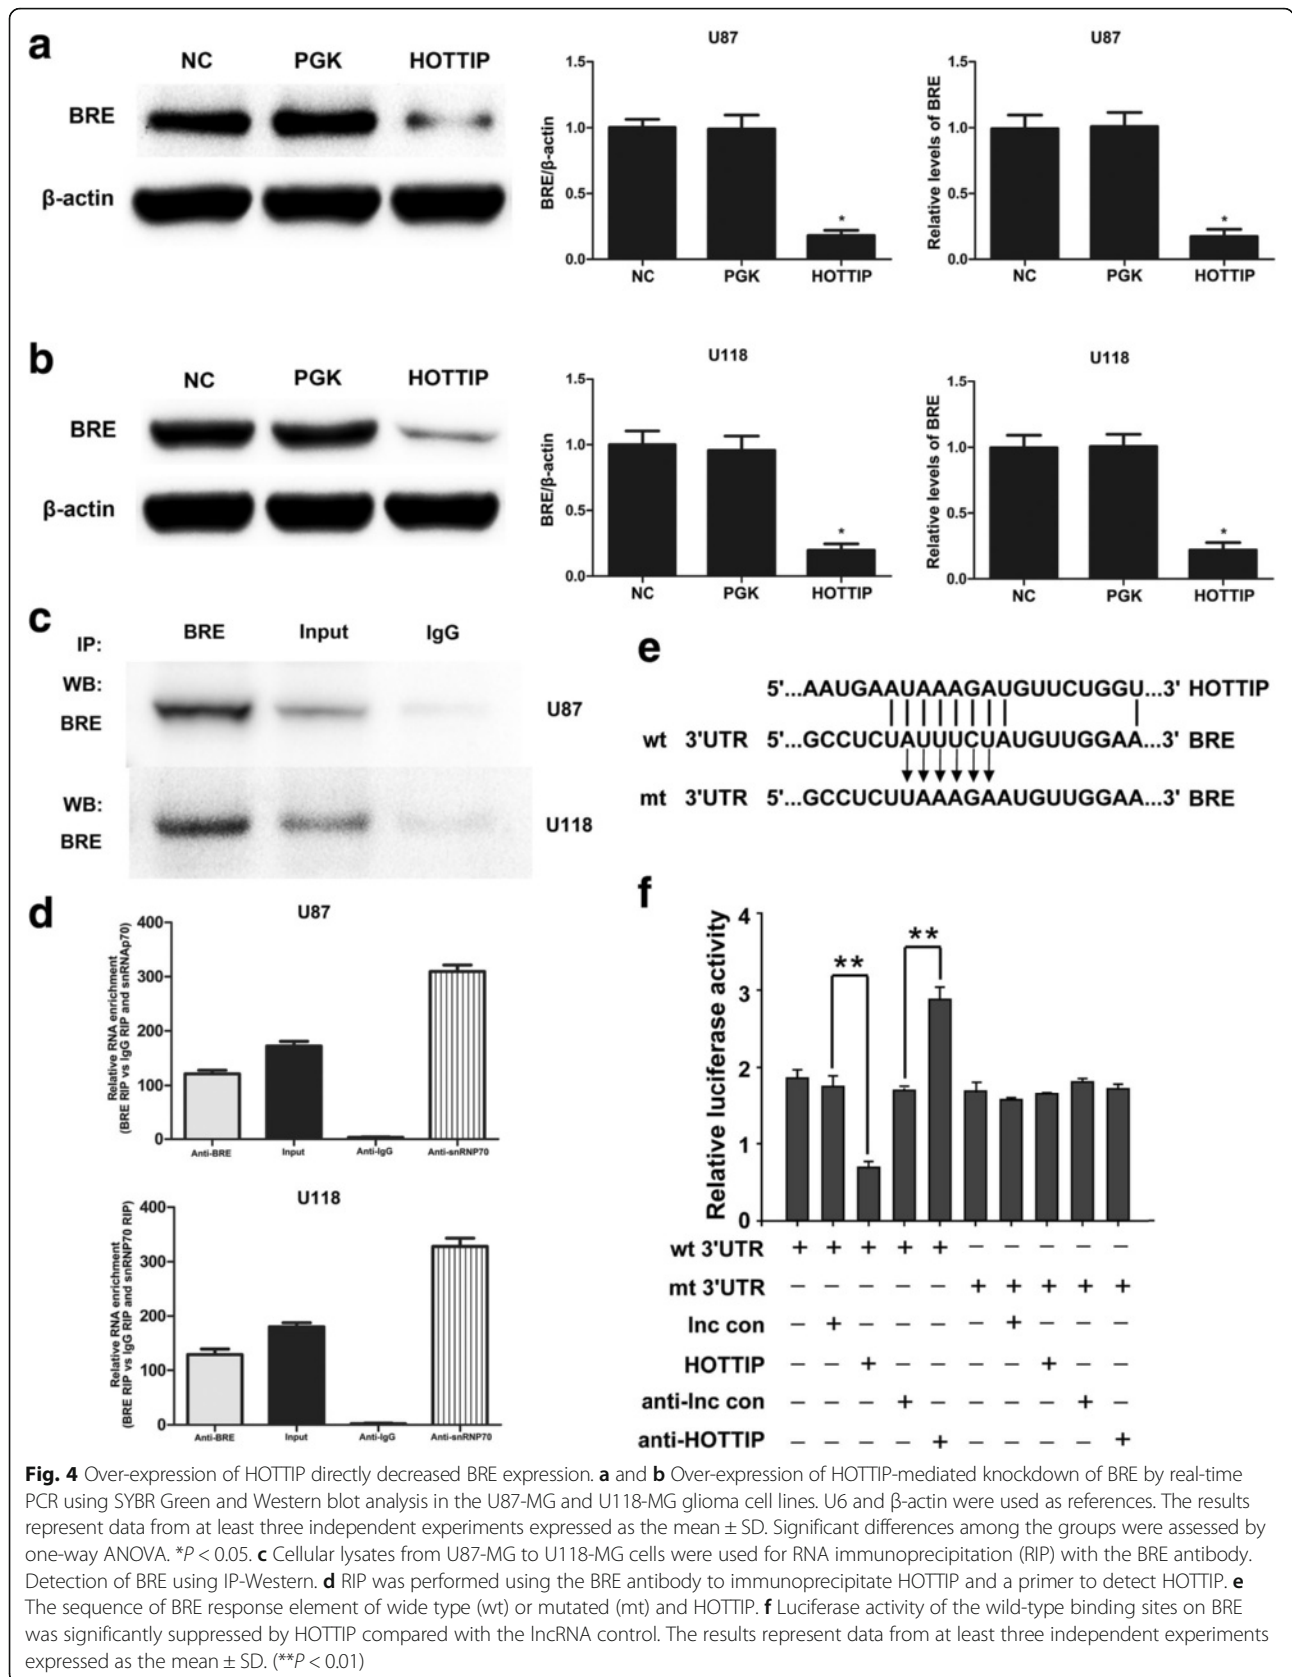 a
NC PGK HOTTIP
BRE
β-actin
U87
BRE/β-actin
1.5
1.0
0.5
0.0
NC PGK HOTTIP
*
U87
Relative levels of BRE
1.5
1.0
0.5
0.0
NC PGK HOTTIP
*
b
NC PGK HOTTIP
BRE
β-actin
U118
BRE/β-actin
1.5
1.0
0.5
0.0
NC PGK HOTTIP
*
U118
Relative levels of BRE
1.5
1.0
0.5
0.0
NC PGK HOTTIP
*
c
IP: BRE Input IgG
WB:
BRE
U87
WB:
BRE
U118
d
U87
Relative RNA enrichment
(BRE RIP vs IgG RIP and snRNAp70)
400
300
200
100
0
Anti-BRE Input Anti-IgG Anti-snRNP70
U118
Relative RNA enrichment
(BRE RIP vs IgG RIP and snRNP70 RIP)
400
300
200
100
0
Anti-BRE Input Anti-IgG Anti-snRNP70
e
5'...AAUGAAUAAAGAUGUUCUGGU...3' HOTTIP
wt 3'UTR 5'...GCCUCUAUUUCUAUGUUGGAA...3' BRE
mt 3'UTR 5'...GCCUCUUAAAGAAUGUUGGAA...3' BRE
f
Relative luciferase activity
4
3
2
1
0
**
**
wt 3'UTR + + + + + − − − − −
mt 3'UTR − − − − − + + + + +
lnc con − + − − − − + − − −
HOTTIP − − + − − − − + − −
anti-lnc con − − − + − − − − + −
anti-HOTTIP − − − − + − − − − +
Fig. 4 Over-expression of HOTTIP directly decreased BRE expression. a and b Over-expression of HOTTIP-mediated knockdown of BRE by real-time
PCR using SYBR Green and Western blot analysis in the U87-MG and U118-MG glioma cell lines. U6 and β-actin were used as references. The results
represent data from at least three independent experiments expressed as the mean ± SD. Significant differences among the groups were assessed by
one-way ANOVA. *P < 0.05. c Cellular lysates from U87-MG to U118-MG cells were used for RNA immunoprecipitation (RIP) with the BRE antibody.
Detection of BRE using IP-Western. d RIP was performed using the BRE antibody to immunoprecipitate HOTTIP and a primer to detect HOTTIP. e
The sequence of BRE response element of wide type (wt) or mutated (mt) and HOTTIP. f Luciferase activity of the wild-type binding sites on BRE
was significantly suppressed by HOTTIP compared with the lncRNA control. The results represent data from at least three independent experiments
expressed as the mean ± SD. (**P < 0.01)